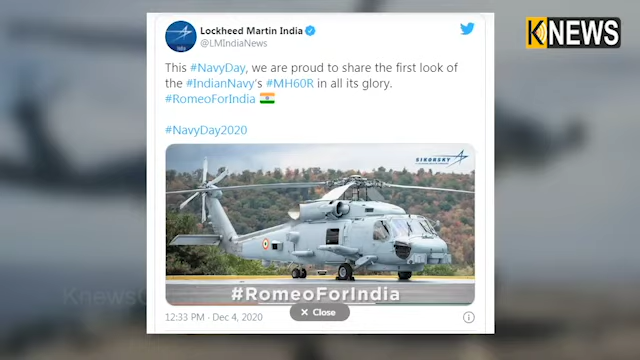 Lockheed Martin India
@LMIndiaNews
KNEWS
This #NavyDay, we are proud to share the first look of
the #IndianNavy's #MH60R in all its glory.
#RomeoForIndia 🇮🇳
#NavyDay2020
SIKORSKY
#RomeoForIndia
✕ Close
12:33 PM · Dec 4, 2020